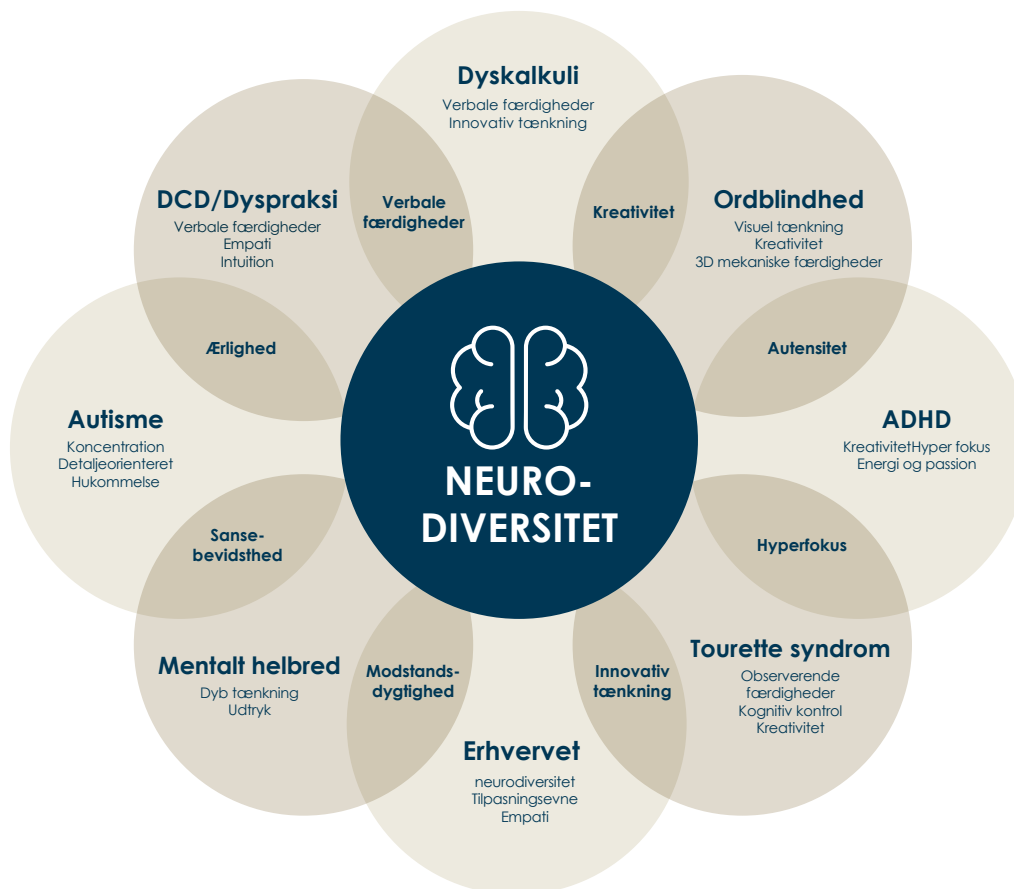 Dyskalkuli
Verbale færdigheder
Innovativ tænkning
DCD/Dyspraksi
Verbale færdigheder
Empati
Intuition
Verbale
færdigheder
Kreativitet
Ordblindhed
Visuel tænkning
Kreativitet
3D mekaniske færdigheder
Ærlighed
Autensitet
Autisme
Koncentration
Detaljeorienteret
Hukommelse
NEURO-
DIVERSITET
ADHD
KreativitetHyper fokus
Energi og passion
Sanse-
bevidsthed
Hyperfokus
Mentalt helbred
Dyb tænkning
Udtryk
Modstands-
dygtighed
Innovativ
tænkning
Tourette syndrom
Observerende
færdigheder
Kognitiv kontrol
Kreativitet
Erhvervet
neurodiversitet
Tilpasningsevne
Empati